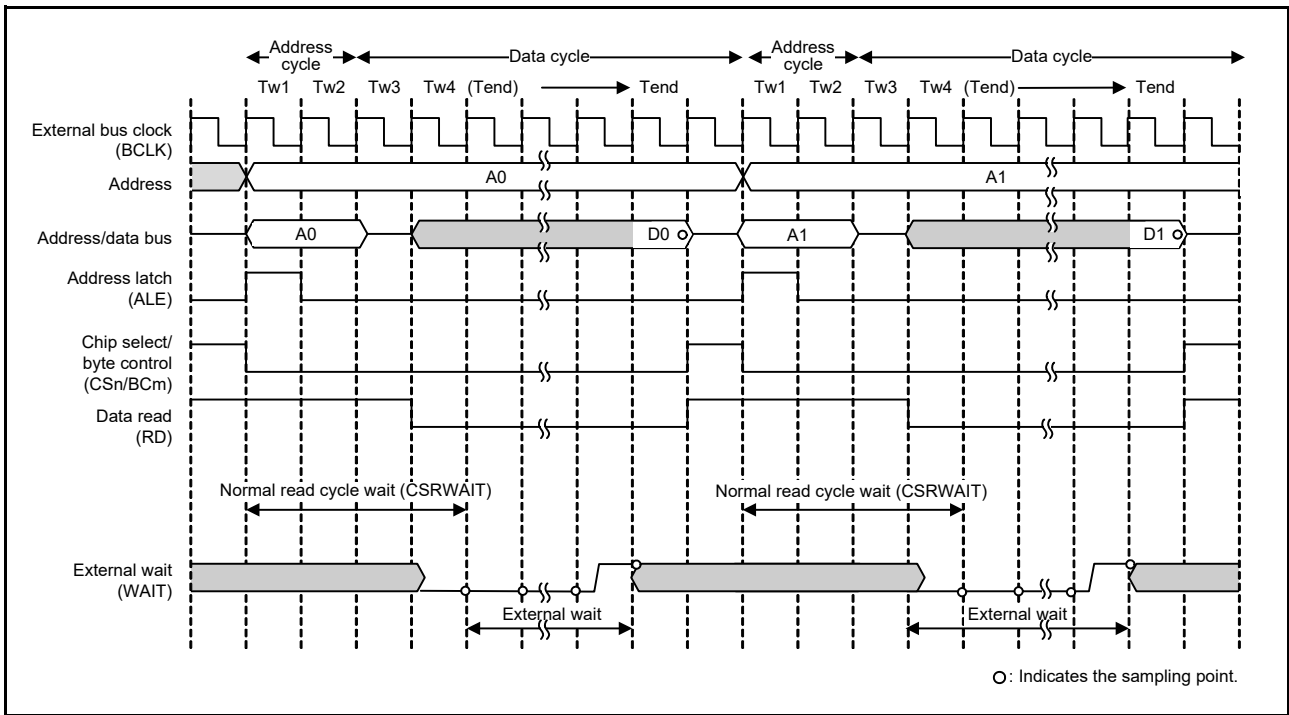 Address cycle
Data cycle
Address cycle
Data cycle
Tw1 Tw2 Tw3 Tw4 (Tend) Tend Tw1 Tw2 Tw3 Tw4 (Tend) Tend
External bus clock
(BCLK)
Address
A0
A1
Address/data bus
A0
D0
A1
D1
Address latch
(ALE)
Chip select/
byte control
(CSn/BCm)
Data read
(RD)
Normal read cycle wait (CSRWAIT)
Normal read cycle wait (CSRWAIT)
External wait
(WAIT)
External wait
External wait
: Indicates the sampling point.